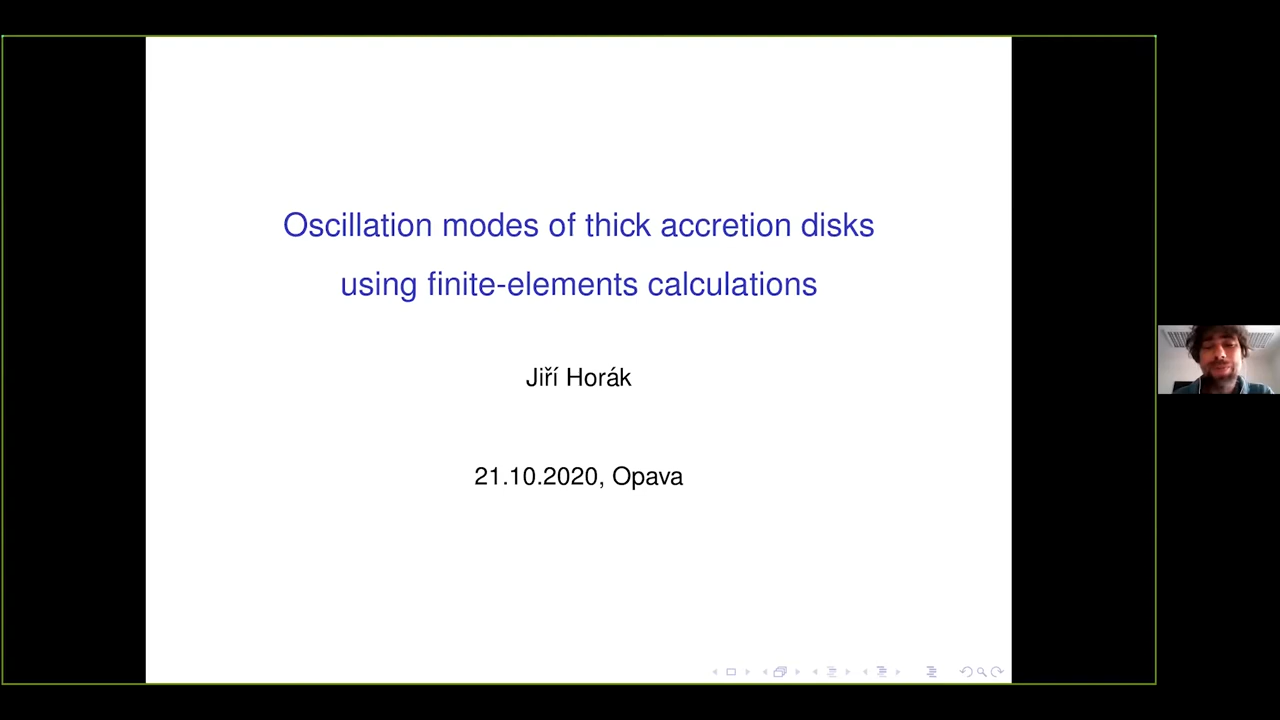 Oscillation modes of thick accretion disks
using finite-elements calculations
Jiří Horák
21.10.2020, Opava